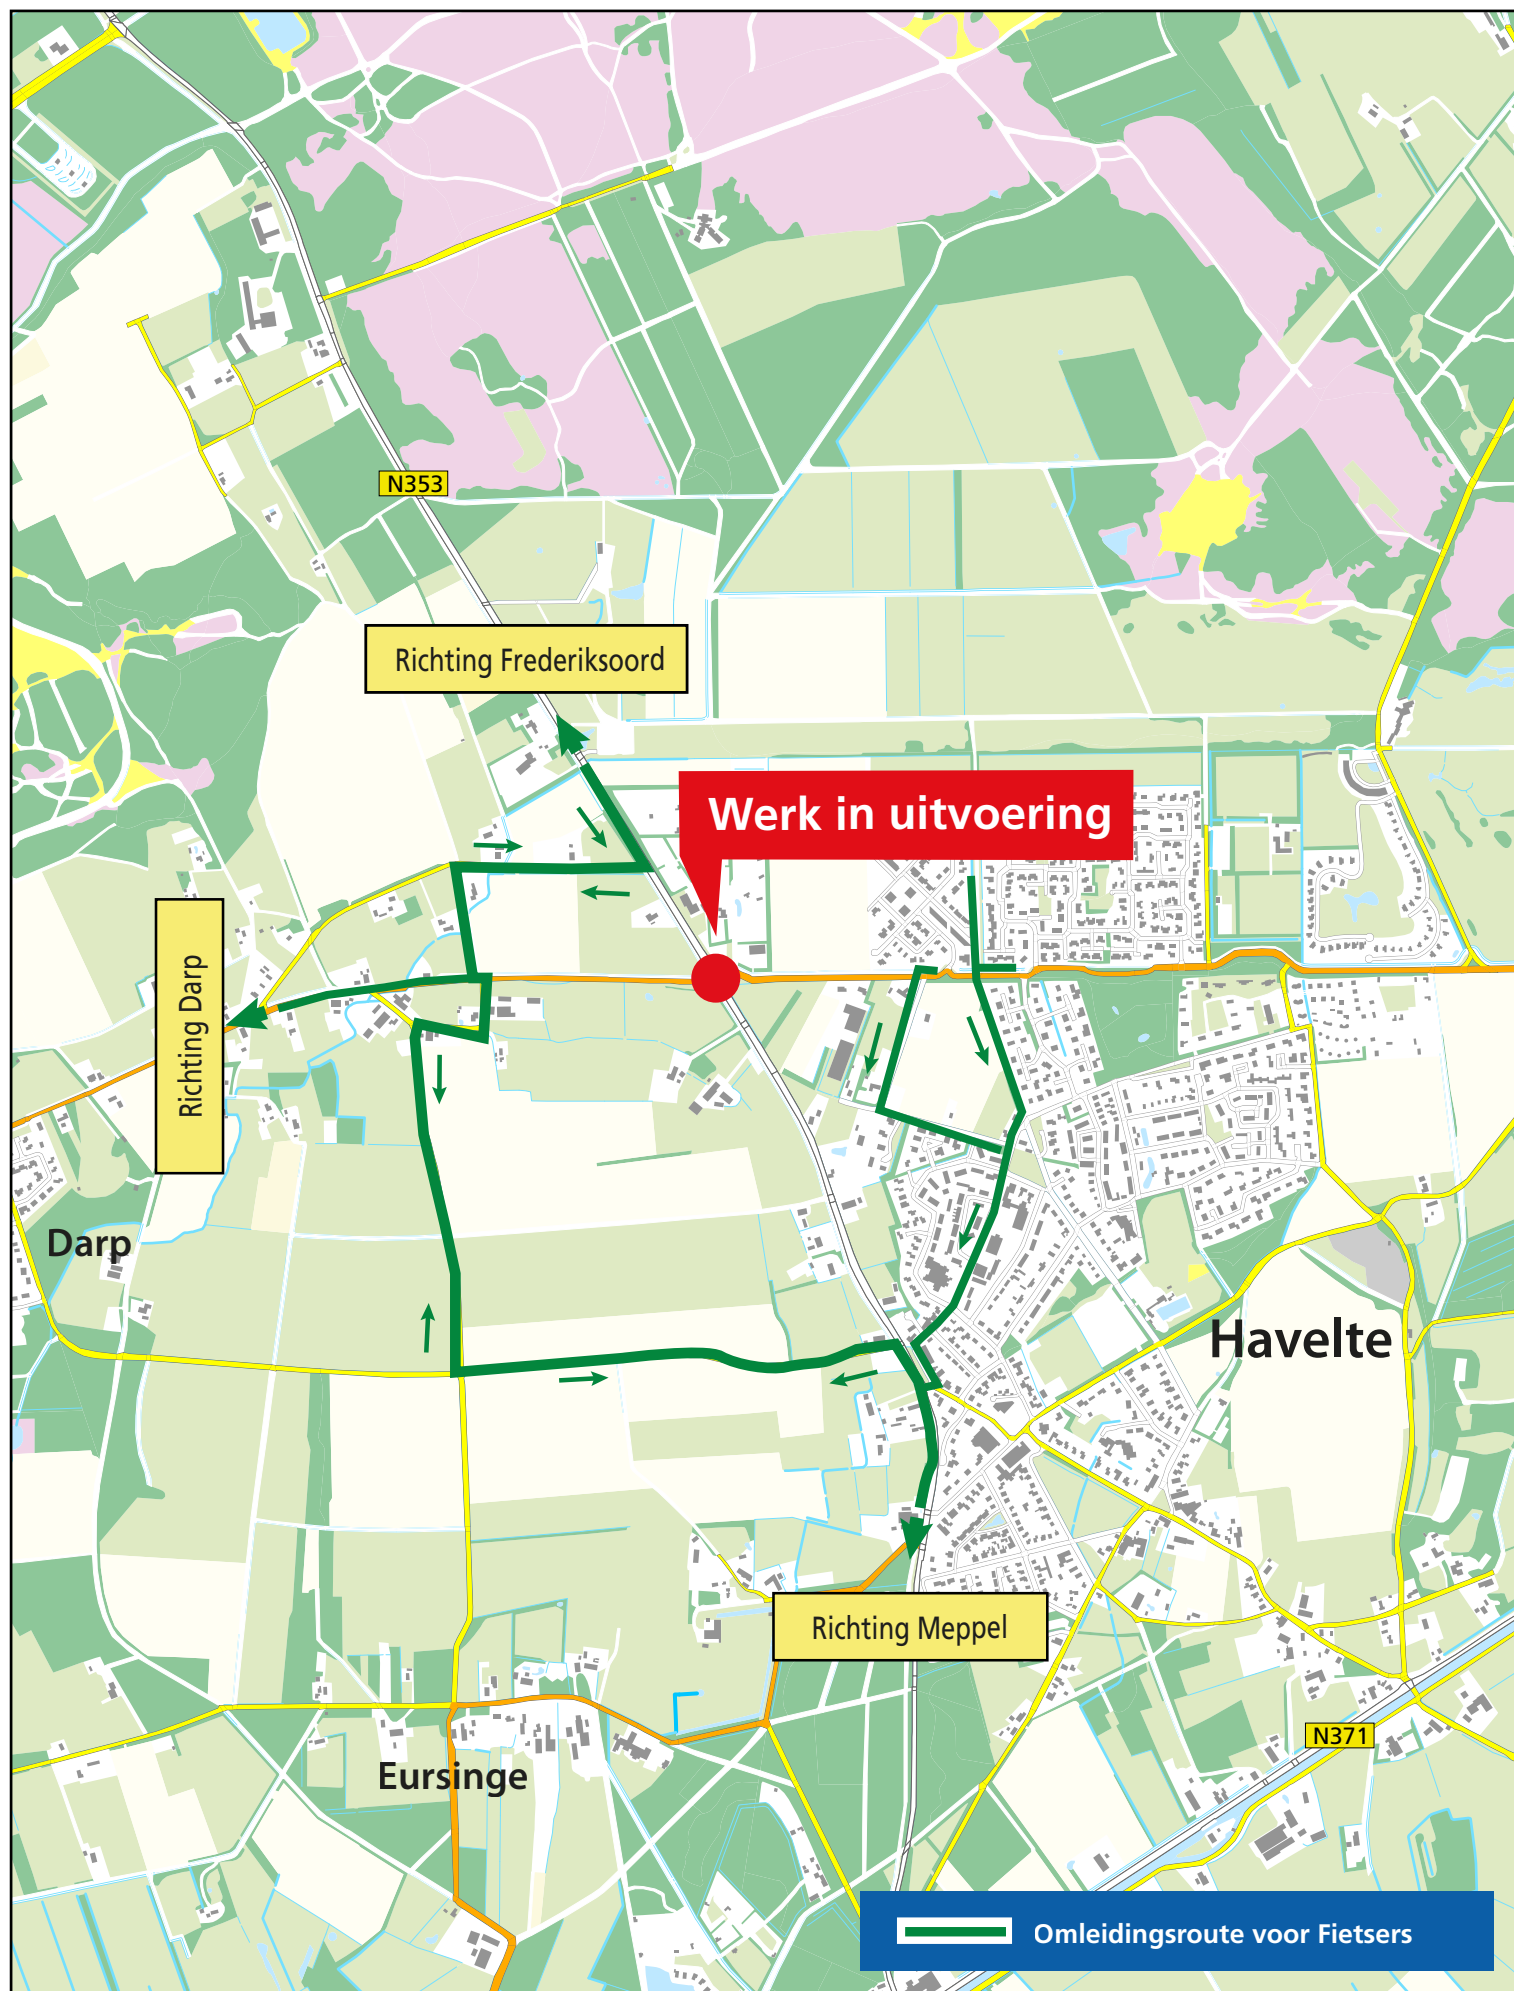 N353
Richting Frederiksoord
Werk in uitvoering
Richting Darp
Darp
Havelte
Richting Meppel
N371
Eursinge
Omleidingsroute voor Fietsers